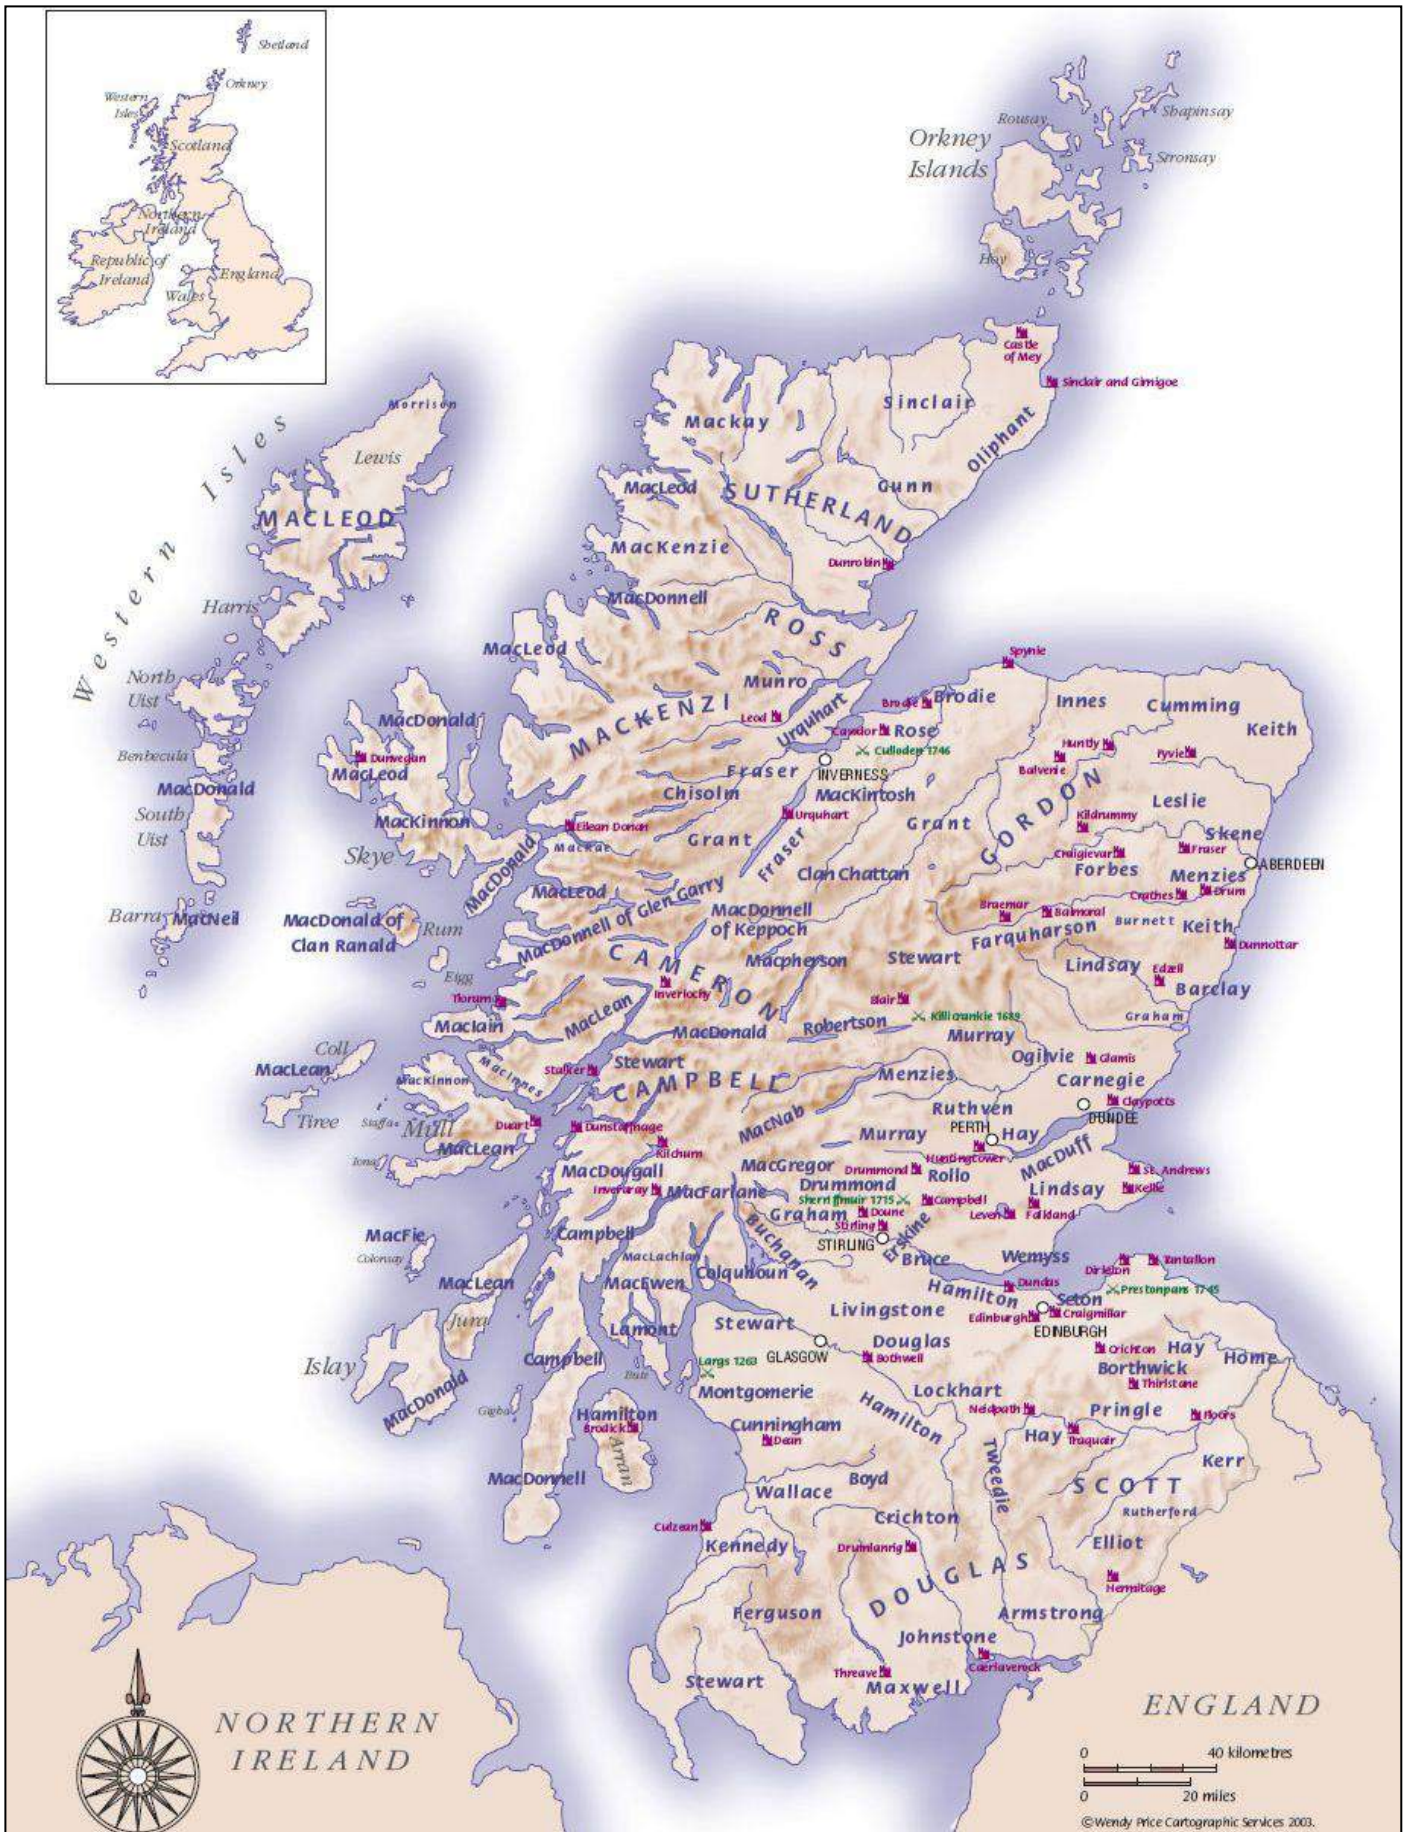 Shetland
Orkney
Western
Isles
Scotland
Northern
Ireland
Republic of
Ireland
England
Wales
Orkney
Islands
Rousay
Shapinsay
Stronsay
Hoy
Castle
of Mey
Sinclair and Girnigoe
Western Isles
Morrison
Lewis
MACLEOD
Harris
Mackay
Sinclair
Oliphant
MacLeod
SUTHERLAND
Gunn
MacKenzie
Dunrobin
MacDonnell
ROSS
MacLeod
Munro
MACKENZI
Leod
Urquhart
Spynie
Brodie
Brodie
Innes
Cumming
Keith
Cawdor
Rose
Culloden 1746
INVERNESS
Huntly
Balvenie
Fyvie
North
Uist
Benbecula
MacDonald
South
Uist
MacDonald
Dunvegan
MacLeod
MacKinnon
Skye
Fraser
Chisolm
MacKintosh
Eilean Donan
MacRae
Grant
Urquhart
Fraser
Grant
GORDON
Leslie
Kildrummy
Skene
Craigievar
Fraser
ABERDEEN
Forbes
Menzies
Crathes
Drum
Clan Chattan
MacDonald
MacLeod
MacDonnell of Glen Garry
MacDonnell
of Keppoch
Braemar
Balmoral
Burnett
Keith
Farquharson
Dunnottar
Barra
MacNeil
MacDonald of
Clan Ranald
Rum
Eigg
CAMERON
Macpherson
Stewart
Lindsay
Edzell
Barclay
Tiorum
Inverlochy
Blair
Killicrankie 1689
Graham
MacIain
MacLean
MacDonald
Robertson
Murray
Coll
MacLean
Tiree
MacKinnon
MacInnes
Stalker
Stewart
CAMPBELL
Menzies
Ogilvie
Glamis
Carnegie
Claypotts
DUNDEE
Staffa
Mull
Duart
Dunstaffnage
MacNab
Ruthven
PERTH
Hay
Iona
MacLean
Kilchurn
Murray
Huntingtower
MacDuff
MacDougall
MacGregor
Drummond
Rollo
St. Andrews
Inveraray
MacFarlane
Drummond
Sherriffmuir 1715
Campbell
Lindsay
Kellie
Graham
Doune
Leven
Falkland
Stirling
STIRLING
Erskine
MacFie
Colonsay
Campbell
MacLachlan
Buchanan
Bruce
Wemyss
MacLean
MacEwen
Colquhoun
Dirleton
Tantallon
Hamilton
Dundas
Prestonpans 1745
Seton
Jura
Lamont
Stewart
Livingstone
Edinburgh
Craigmillar
EDINBURGH
Islay
Campbell
Bute
Largs 1263
GLASGOW
Douglas
Bothwell
Crichton
Hay
Home
Borthwick
Thirlstane
MacDonald
Gigha
Hamilton
Brodick
Arran
Montgomerie
Lockhart
Neidpath
Pringle
Floors
Cunningham
Dean
Hamilton
Hay
Traquair
Kerr
MacDonnell
Wallace
Boyd
Tweedie
SCOTT
Rutherford
Culzean
Kennedy
Crichton
Drumlanrig
DOUGLAS
Elliot
Hermitage
Ferguson
Armstrong
Johnstone
Caerlaverock
Stewart
Threave
Maxwell
NORTHERN
IRELAND
ENGLAND
0 40 kilometres
0 20 miles
©Wendy Price Cartographic Services 2003.